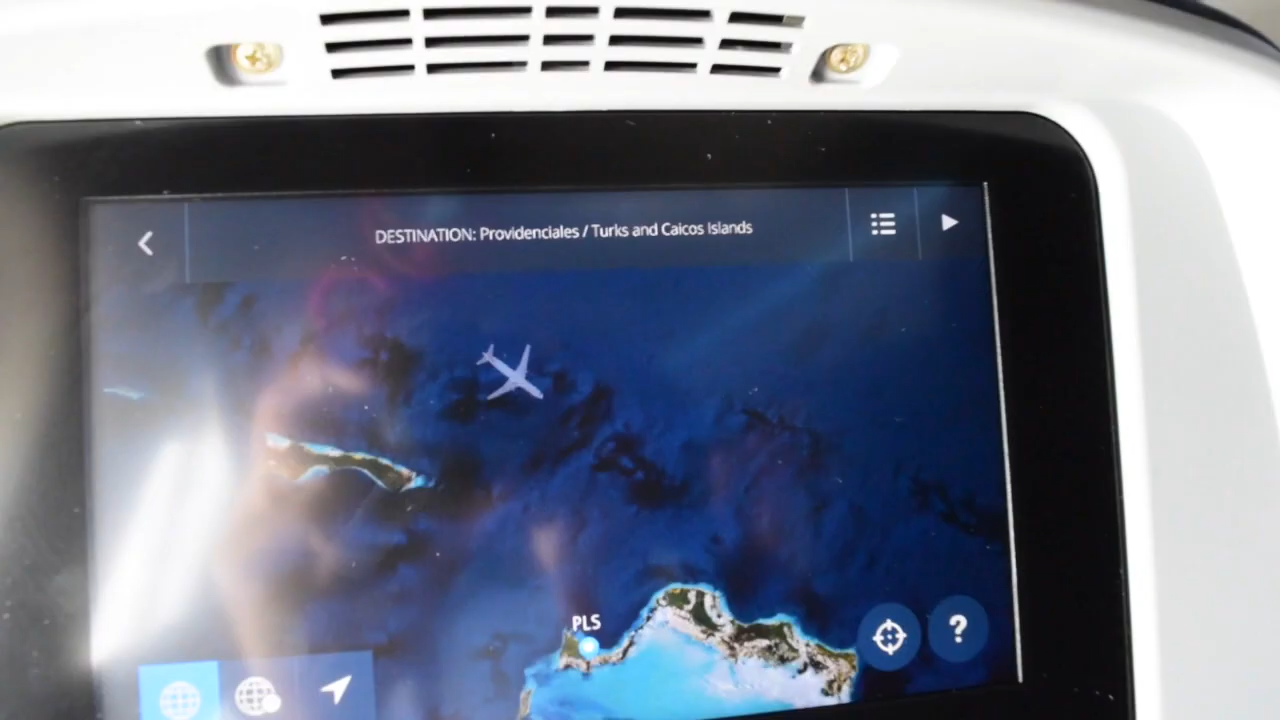 DESTINATION: Providenciales / Turks and Caicos Islands
PLS
?